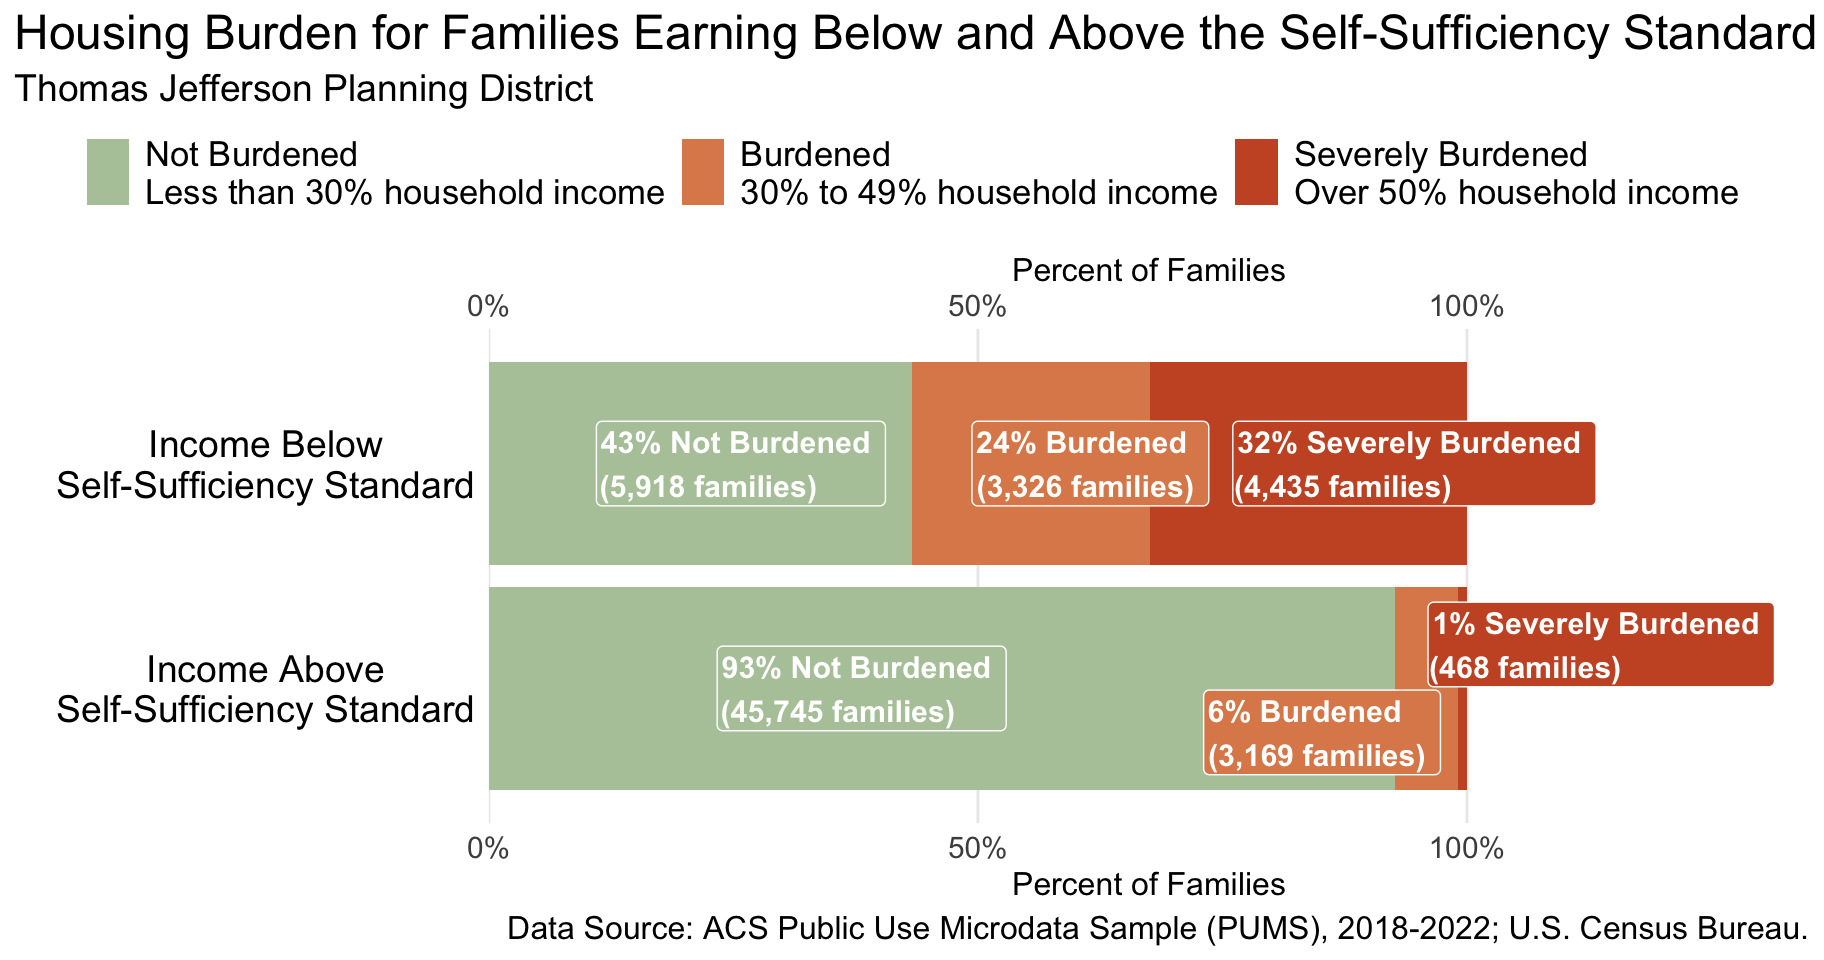 Housing Burden for Families Earning Below and Above the Self-Sufficiency Standard
Thomas Jefferson Planning District
Not Burdened
Less than 30% household income
Burdened
30% to 49% household income
Severely Burdened
Over 50% household income
Percent of Families
0% 50% 100%
Income Below
Self-Sufficiency Standard
43% Not Burdened
(5,918 families)
24% Burdened
(3,326 families)
32% Severely Burdened
(4,435 families)
Income Above
Self-Sufficiency Standard
93% Not Burdened
(45,745 families)
6% Burdened
(3,169 families)
1% Severely Burdened
(468 families)
0% 50% 100%
Percent of Families
Data Source: ACS Public Use Microdata Sample (PUMS), 2018-2022; U.S. Census Bureau.